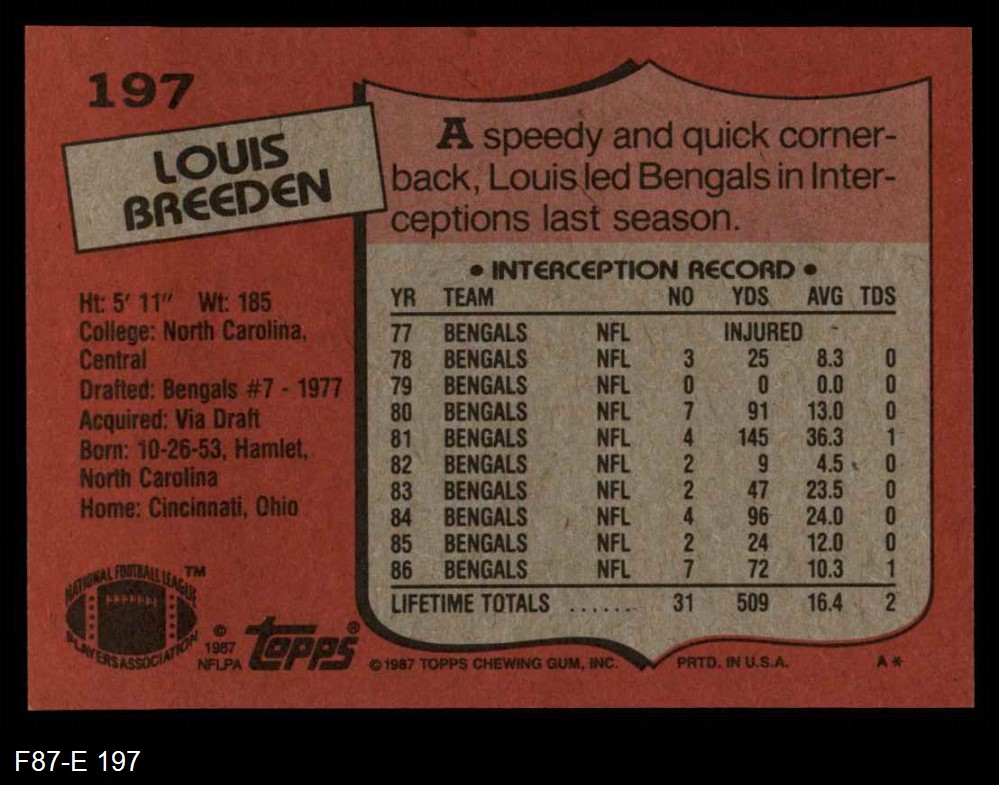 197
LOUIS
BREEDEN
Ht: 5' 11" Wt: 185
College: North Carolina,
Central
Drafted: Bengals #7 - 1977
Acquired: Via Draft
Born: 10-26-53, Hamlet,
North Carolina
Home: Cincinnati, Ohio
A speedy and quick corner-
back, Louis led Bengals in Inter-
ceptions last season.
• INTERCEPTION RECORD •
YR TEAM NO YDS AVG TDS
77 BENGALS NFL INJURED
78 BENGALS NFL 3 25 8.3 0
79 BENGALS NFL 0 0 0.0 0
80 BENGALS NFL 7 91 13.0 0
81 BENGALS NFL 4 145 36.3 1
82 BENGALS NFL 2 9 4.5 0
83 BENGALS NFL 2 47 23.5 0
84 BENGALS NFL 4 96 24.0 0
85 BENGALS NFL 2 24 12.0 0
86 BENGALS NFL 7 72 10.3 1
LIFETIME TOTALS ...... 31 509 16.4 2
NATIONAL FOOTBALL LEAGUE ™
PLAYERS ASSOCIATION
©
1987
NFLPA
topps®
© 1987 TOPPS CHEWING GUM, INC. PRTD. IN U.S.A. A*
F87-E 197